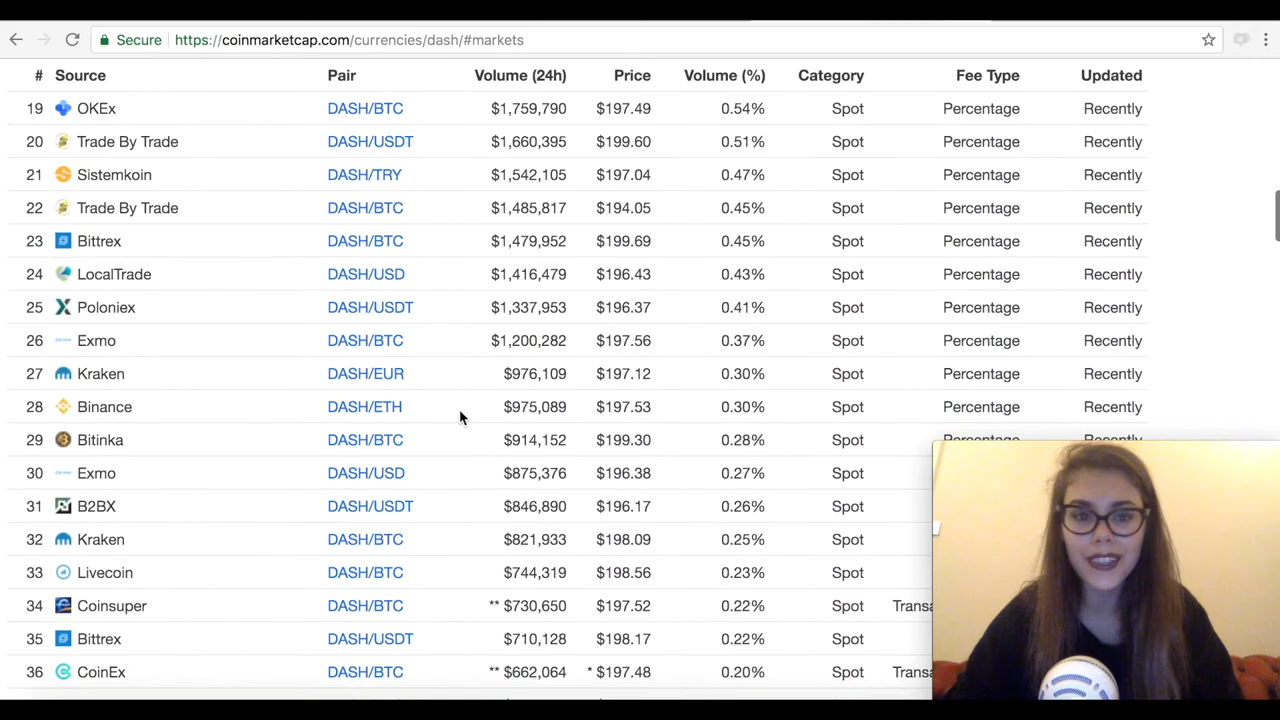 Secure https://coinmarketcap.com/currencies/dash/#markets
# Source Pair Volume (24h) Price Volume (%) Category Fee Type Updated
19 OKEx DASH/BTC $1,759,790 $197.49 0.54% Spot Percentage Recently
20 Trade By Trade DASH/USDT $1,660,395 $199.60 0.51% Spot Percentage Recently
21 Sistemkoin DASH/TRY $1,542,105 $197.04 0.47% Spot Percentage Recently
22 Trade By Trade DASH/BTC $1,485,817 $194.05 0.45% Spot Percentage Recently
23 Bittrex DASH/BTC $1,479,952 $199.69 0.45% Spot Percentage Recently
24 LocalTrade DASH/USD $1,416,479 $196.43 0.43% Spot Percentage Recently
25 Poloniex DASH/USDT $1,337,953 $196.37 0.41% Spot Percentage Recently
26 Exmo DASH/BTC $1,200,282 $197.56 0.37% Spot Percentage Recently
27 Kraken DASH/EUR $976,109 $197.12 0.30% Spot Percentage Recently
28 Binance DASH/ETH $975,089 $197.53 0.30% Spot Percentage Recently
29 Bitinka DASH/BTC $914,152 $199.30 0.28% Spot Percentage Recently
30 Exmo DASH/USD $875,376 $196.38 0.27% Spot
31 B2BX DASH/USDT $846,890 $196.17 0.26% Spot
32 Kraken DASH/BTC $821,933 $198.09 0.25% Spot
33 Livecoin DASH/BTC $744,319 $198.56 0.23% Spot
34 Coinsuper DASH/BTC ** $730,650 $197.52 0.22% Spot Transa
35 Bittrex DASH/USDT $710,128 $198.17 0.22% Spot
36 CoinEx DASH/BTC ** $662,064 * $197.48 0.20% Spot Transa